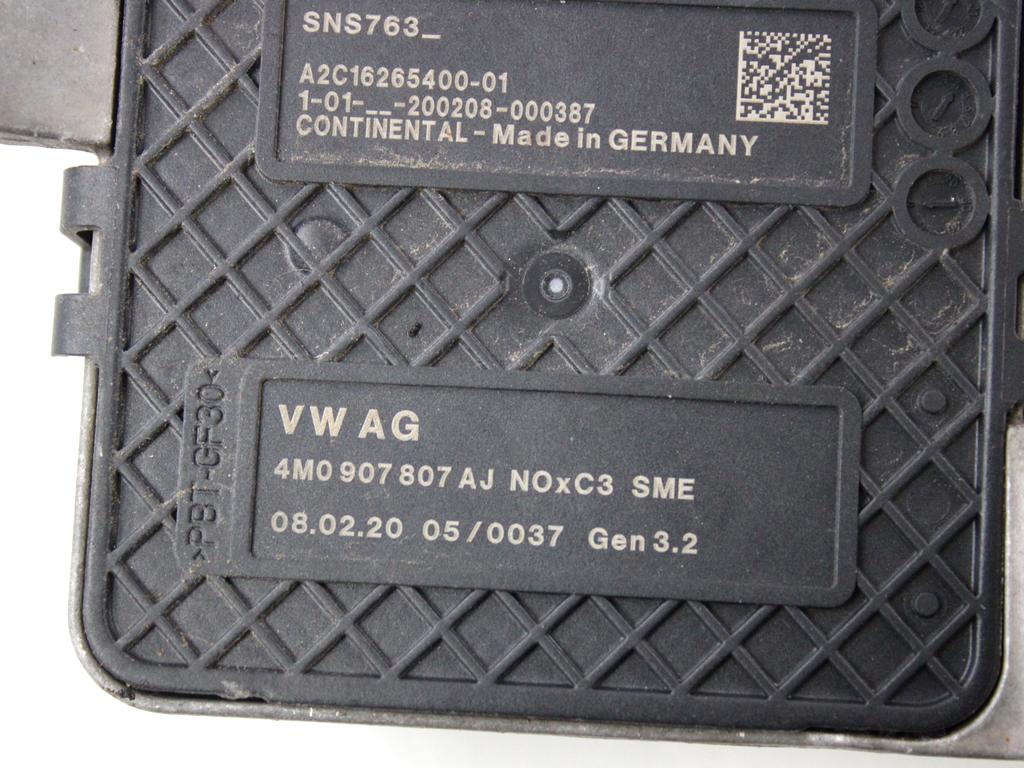 SNS763_
A2C16265400-01
1-01-__-200208-000387
CONTINENTAL - Made in GERMANY
>PBT-GF30<
VW AG
4M0 907 807 AJ NOxC3 SME
08.02.20 05/0037 Gen 3.2